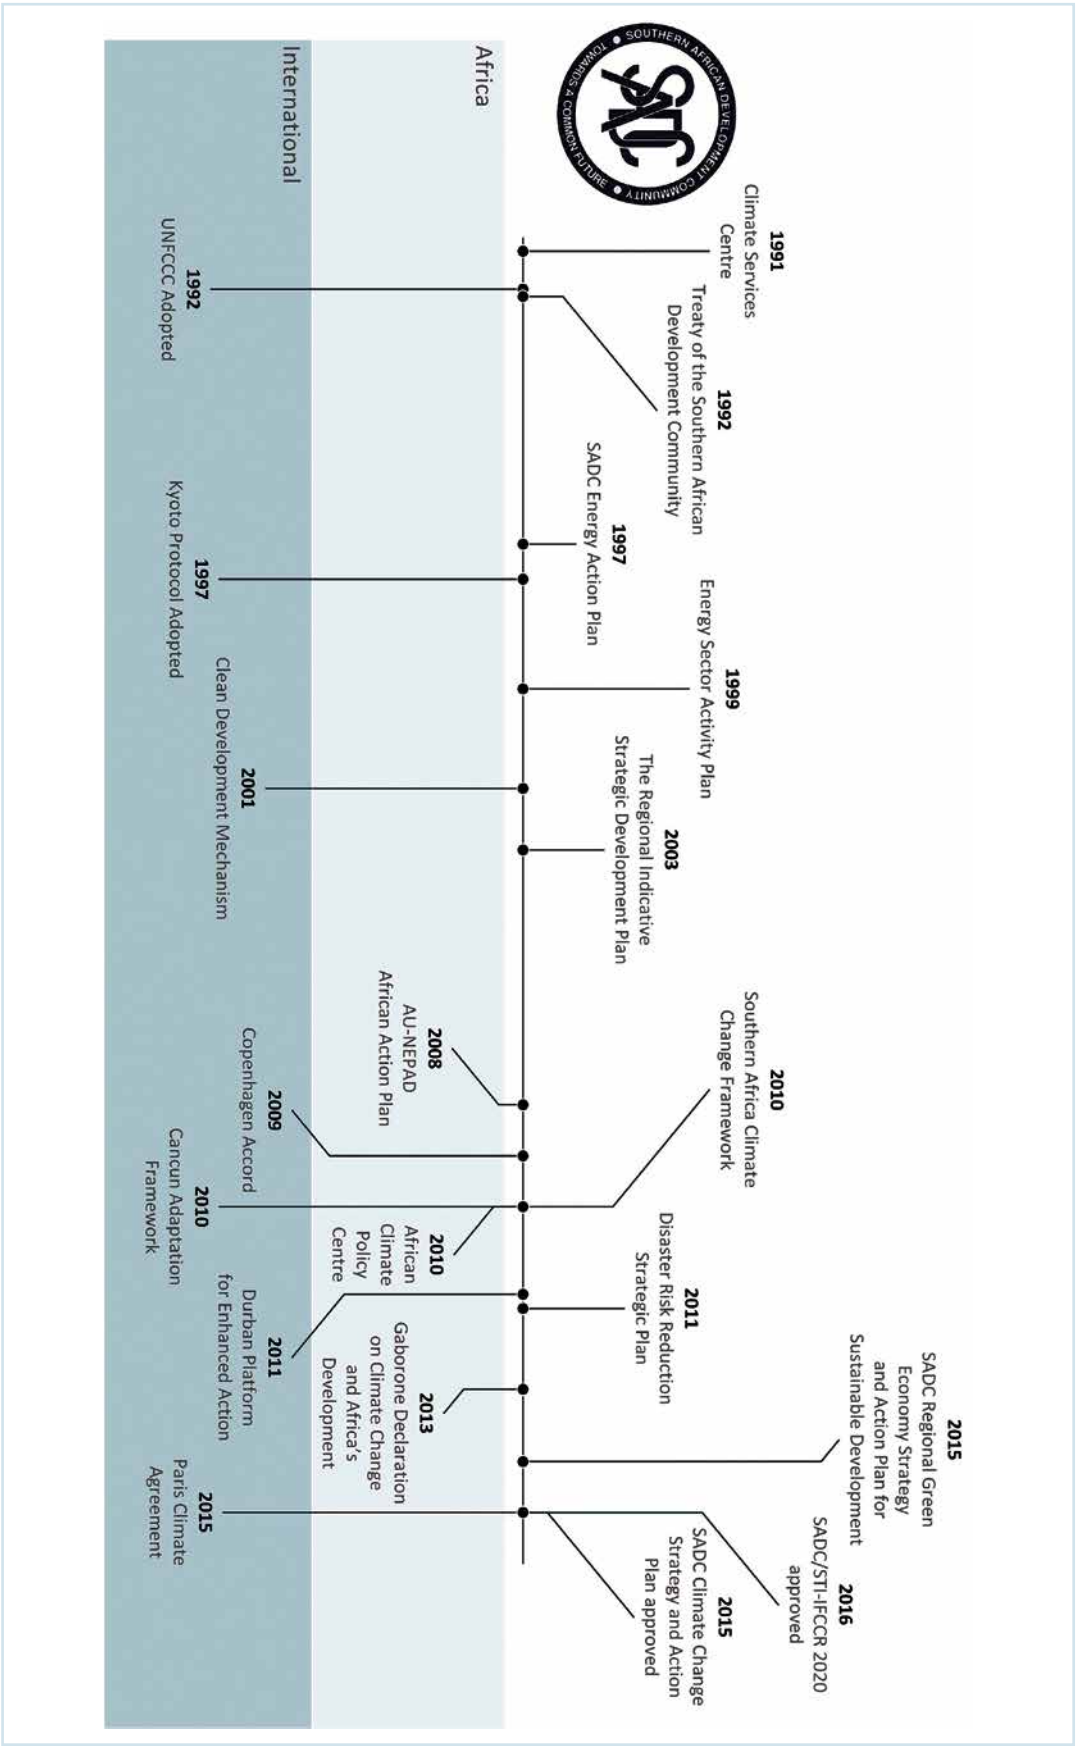 SOUTHERN AFRICAN DEVELOPMENT COMMUNITY
TOWARDS A COMMON FUTURE
SADC
1991
Climate Services
Centre
1992
Treaty of the Southern African
Development Community
1997
SADC Energy Action Plan
1999
Energy Sector Activity Plan
2003
The Regional Indicative
Strategic Development Plan
2010
Southern Africa Climate
Change Framework
2011
Disaster Risk Reduction
Strategic Plan
2015
SADC Regional Green
Economy Strategy
and Action Plan for
Sustainable Development
2016
SADC/STI-IFCCR 2020
approved
2015
SADC Climate Change
Strategy and Action
Plan approved
Africa
2008
AU-NEPAD
African Action Plan
2010
African
Climate
Policy
Centre
2013
Gaborone Declaration
on Climate Change
and Africa's
Development
International
1992
UNFCCC Adopted
1997
Kyoto Protocol Adopted
2001
Clean Development Mechanism
2009
Copenhagen Accord
2010
Cancun Adaptation
Framework
2011
Durban Platform
for Enhanced Action
2015
Paris Climate
Agreement